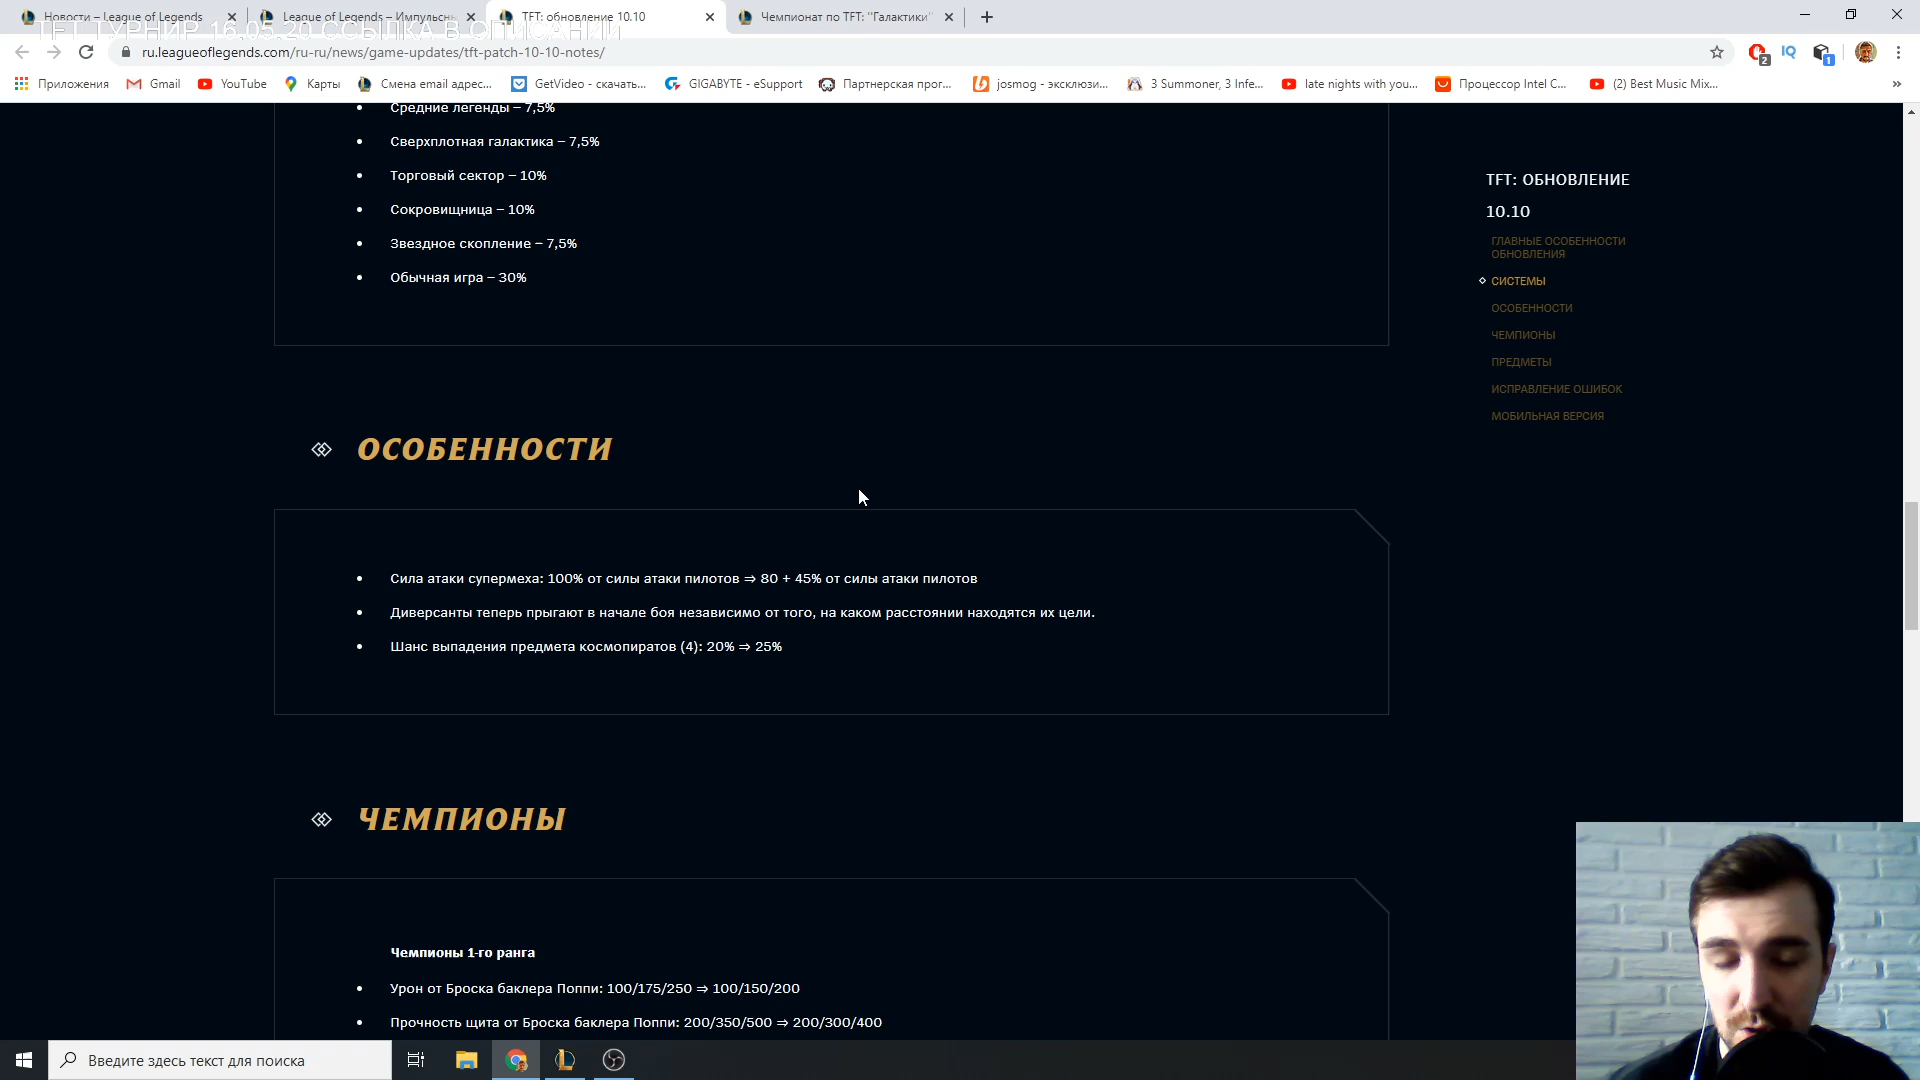 Новости – League of Legends
League of Legends – Импульсны
TFT: обновление 10.10
Чемпионат по TFT: "Галактики"
TFT ТУРНИР 16.05.20 ССЫЛКА В ОПИСАНИИ
ru.leagueoflegends.com/ru-ru/news/game-updates/tft-patch-10-10-notes/
2
IQ
1
Приложения
Gmail
YouTube
Карты
Смена email адрес...
GetVideo - скачать...
GIGABYTE - eSupport
Партнерская прог...
josmog - эксклюзи...
3 Summoner, 3 Infe...
late nights with you...
Процессор Intel C...
(2) Best Music Mix...
»
Средние легенды – 7,5%
Сверхплотная галактика – 7,5%
Торговый сектор – 10%
Сокровищница – 10%
Звездное скопление – 7,5%
Обычная игра – 30%
TFT: ОБНОВЛЕНИЕ
10.10
ГЛАВНЫЕ ОСОБЕННОСТИ
ОБНОВЛЕНИЯ
СИСТЕМЫ
ОСОБЕННОСТИ
ЧЕМПИОНЫ
ПРЕДМЕТЫ
ИСПРАВЛЕНИЕ ОШИБОК
МОБИЛЬНАЯ ВЕРСИЯ
ОСОБЕННОСТИ
Сила атаки супермеха: 100% от силы атаки пилотов ⇒ 80 + 45% от силы атаки пилотов
Диверсанты теперь прыгают в начале боя независимо от того, на каком расстоянии находятся их цели.
Шанс выпадения предмета космопиратов (4): 20% ⇒ 25%
ЧЕМПИОНЫ
Чемпионы 1-го ранга
Урон от Броска баклера Поппи: 100/175/250 ⇒ 100/150/200
Прочность щита от Броска баклера Поппи: 200/350/500 ⇒ 200/300/400
Введите здесь текст для поиска